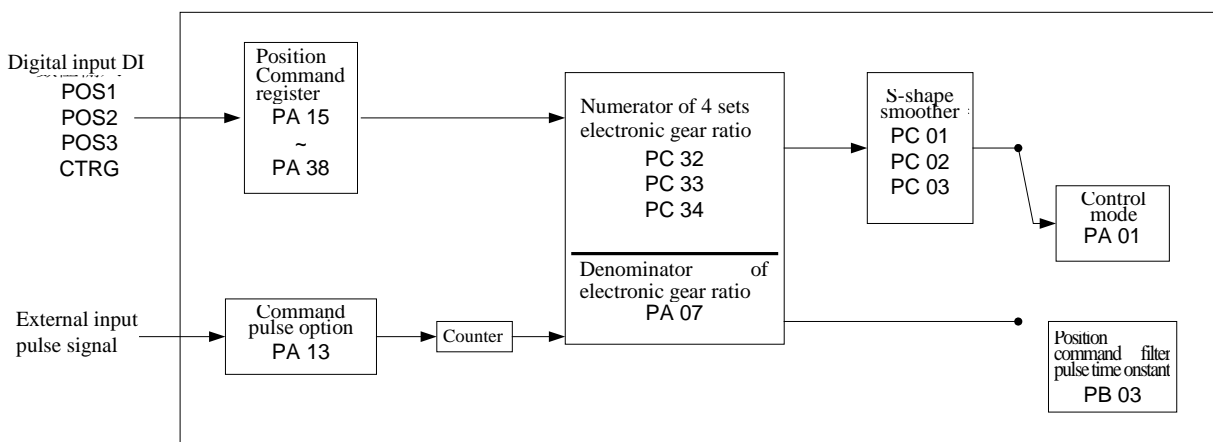 Digital input DI
POS1
POS2
POS3
CTRG
Position
Command
register
PA 15
~
PA 38
Numerator of 4 sets
electronic gear ratio
PC 32
PC 33
PC 34
Denominator of
electronic gear ratio
PA 07
S-shape
smoother
PC 01
PC 02
PC 03
Control
mode
PA 01
External input
pulse signal
Command
pulse option
PA 13
Counter
Position
command filter
pulse time onstant
PB 03